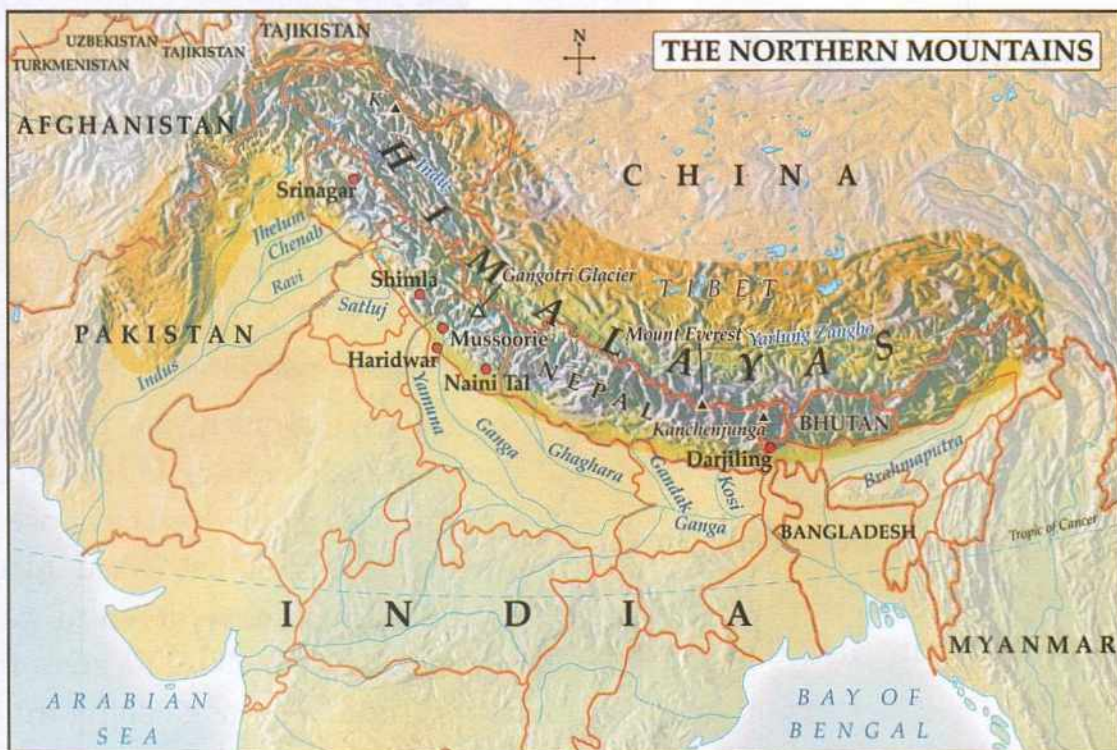 TAJIKISTAN
UZBEKISTAN
TAJIKISTAN
TURKMENISTAN
N
THE NORTHERN MOUNTAINS
AFGHANISTAN
K
CHINA
HIMALAYAS
Indus
Srinagar
Jhelum
Chenab
Ravi
Gangotri Glacier
Shimla
TIBET
Satluj
PAKISTAN
Mussoorie
Mount Everest
Yarlung Zangbo
Haridwar
Indus
Naini Tal
NEPAL
Yamuna
Kanchenjunga
BHUTAN
Ganga
Darjiling
Ghaghara
Brahmaputra
Gandak
Kosi
Ganga
BANGLADESH
Tropic of Cancer
INDIA
MYANMAR
ARABIAN
SEA
BAY OF
BENGAL